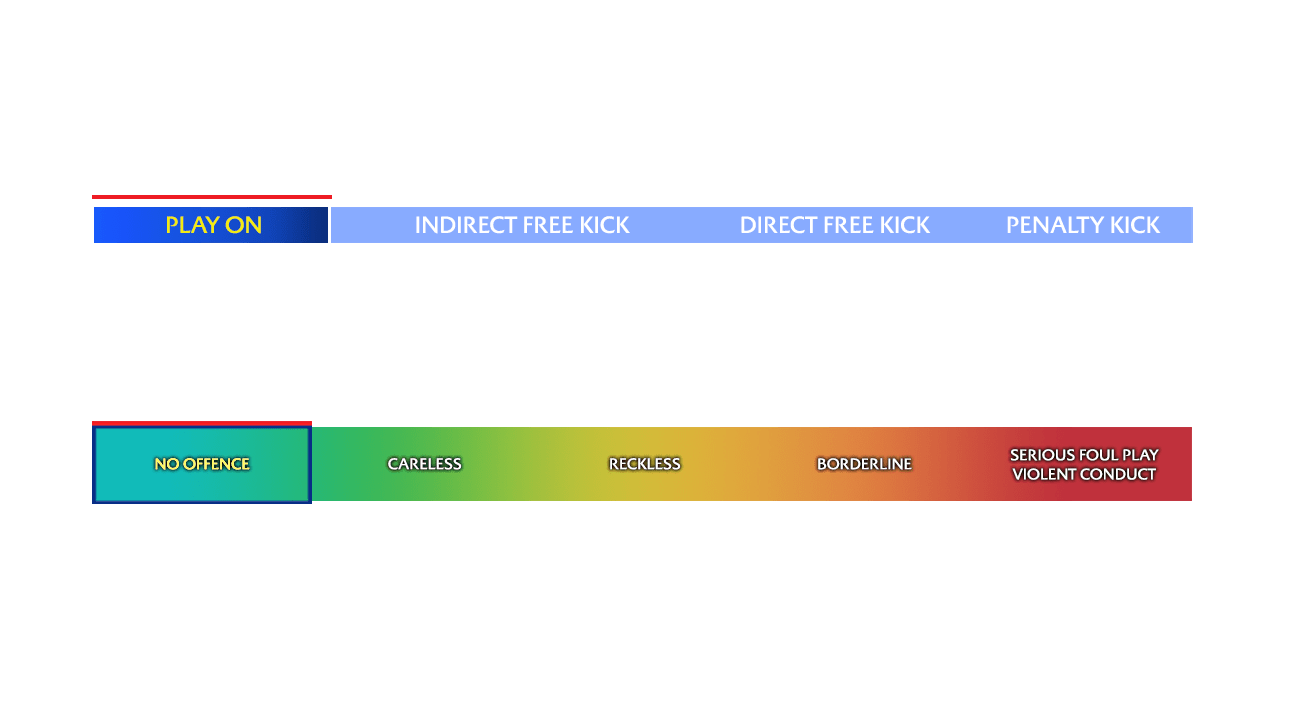 PLAY ON INDIRECT FREE KICK DIRECT FREE KICK PENALTY KICK
NO OFFENCE CARELESS RECKLESS BORDERLINE SERIOUS FOUL PLAY
VIOLENT CONDUCT